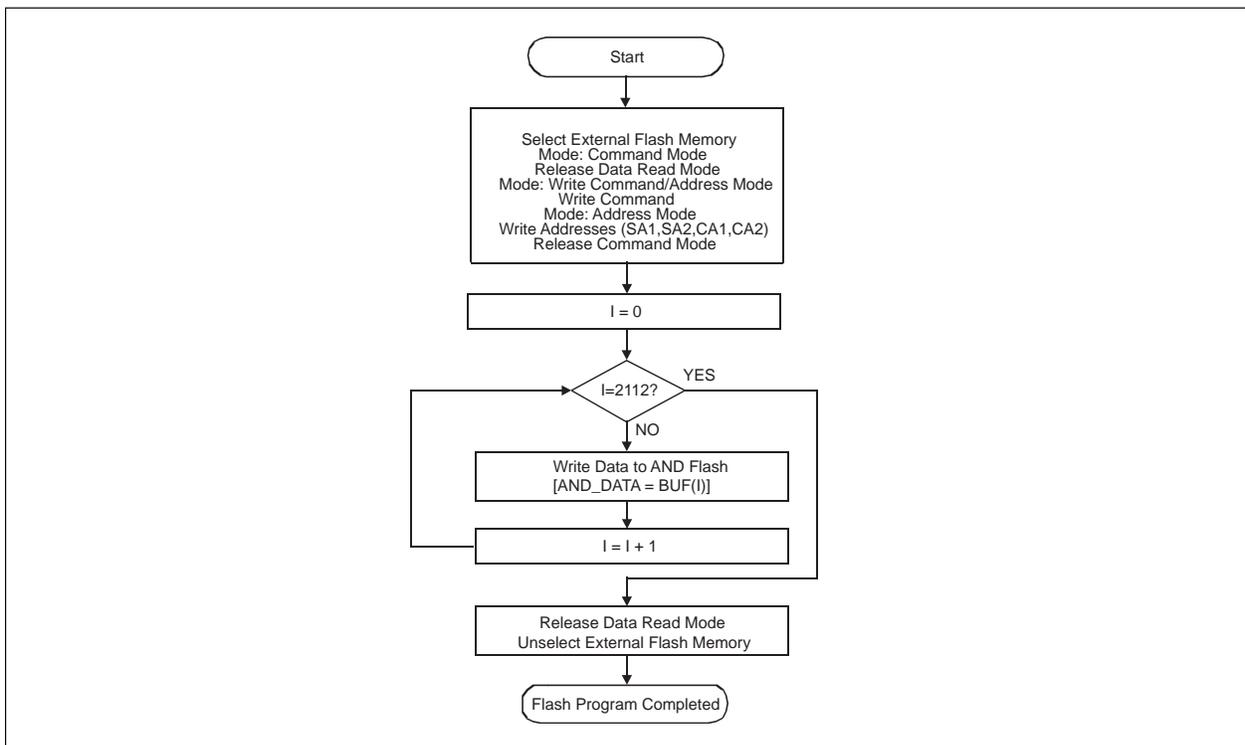 Start
Select External Flash Memory
Mode: Command Mode
Release Data Read Mode
Mode: Write Command/Address Mode
Write Command
Mode: Address Mode
Write Addresses (SA1,SA2,CA1,CA2)
Release Command Mode
I = 0
I=2112?
YES
NO
Write Data to AND Flash
[AND_DATA = BUF(I)]
I = I + 1
Release Data Read Mode
Unselect External Flash Memory
Flash Program Completed